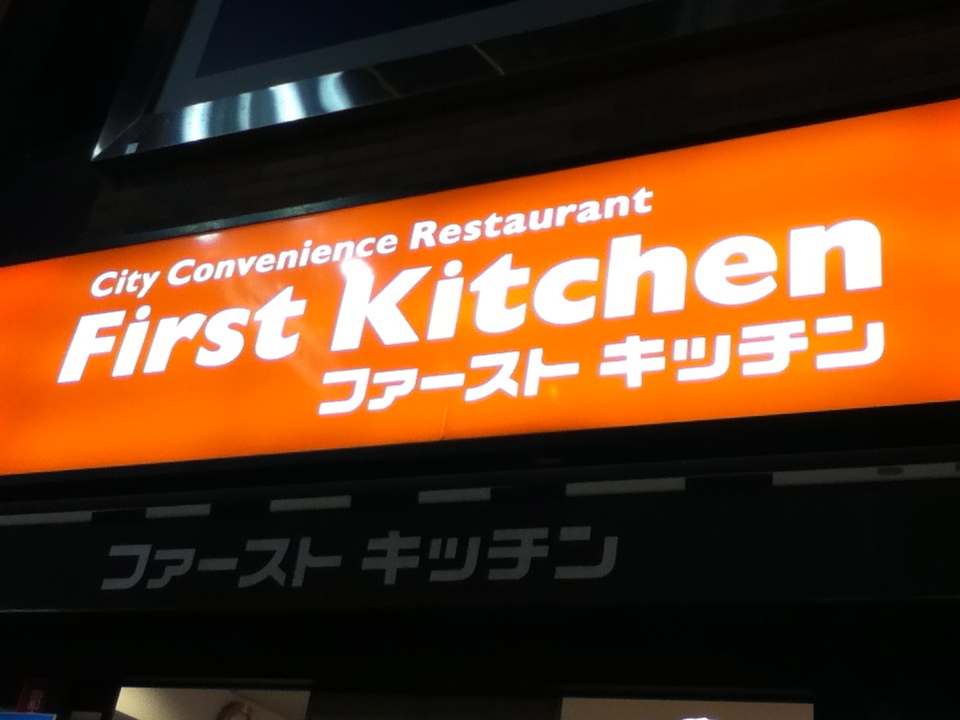 City Convenience Restaurant
First Kitchen
ファースト キッチン
ファースト キッチン